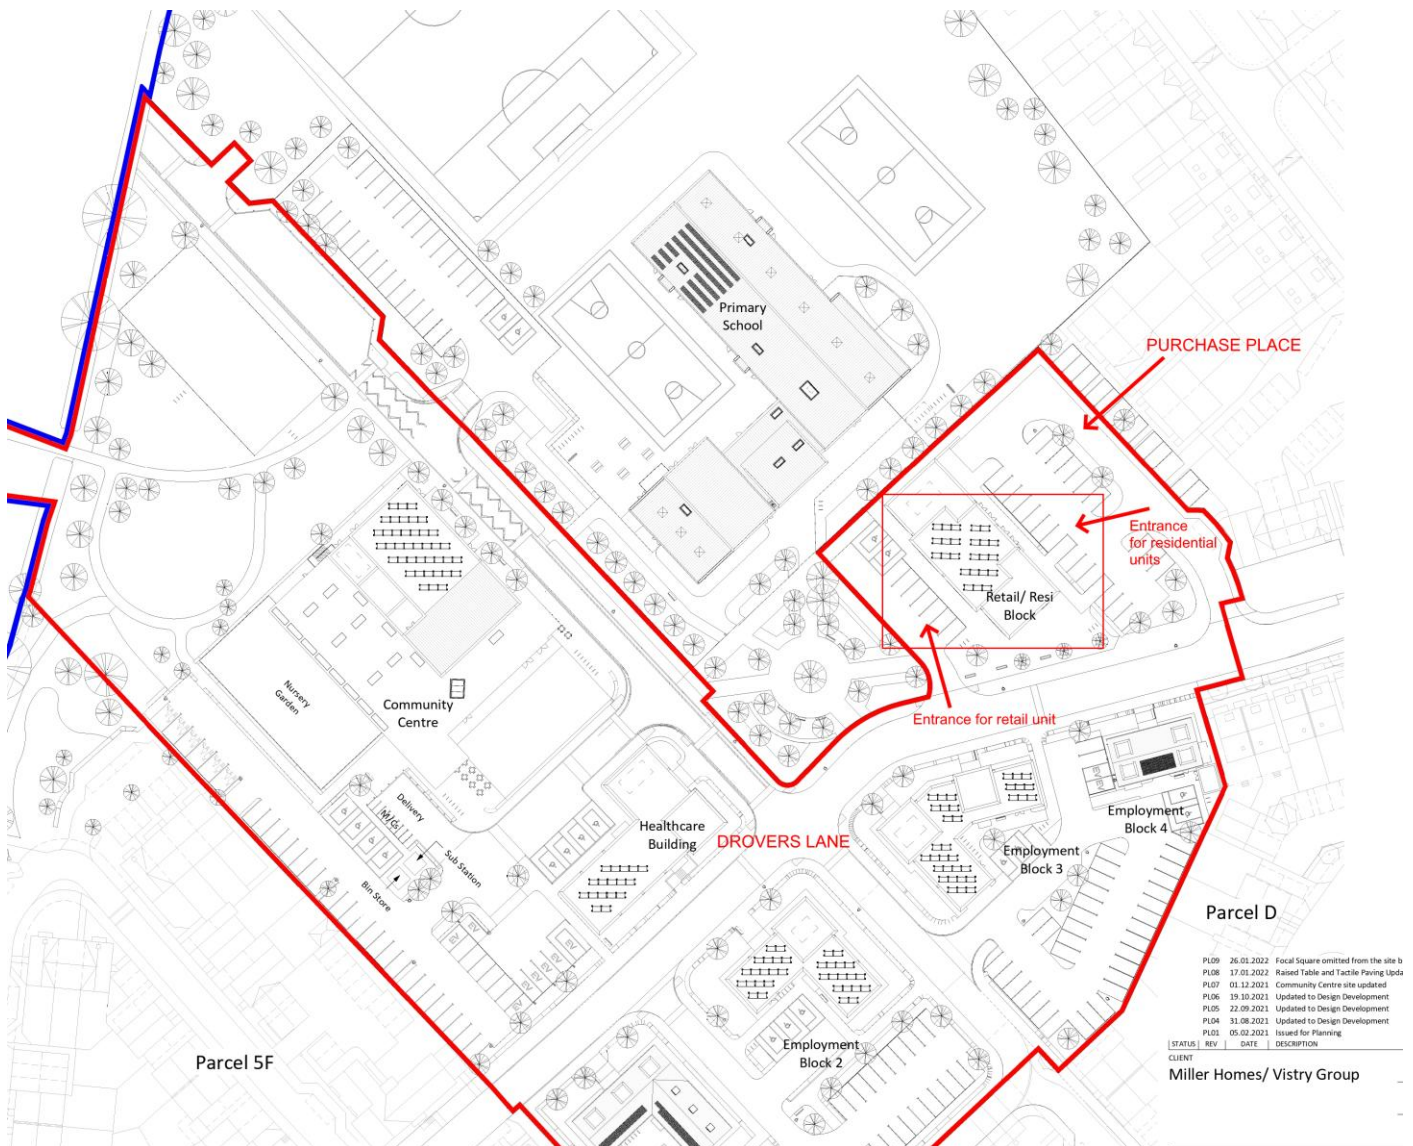 Primary
School
PURCHASE PLACE
Entrance
for residential
units
Retail/ Resi
Block
Entrance for retail unit
Nursery
Garden
Community
Centre
Delivery
M/Cs
Sub Station
Bin Store
Healthcare
Building
DROVERS LANE
Employment
Block 4
Employment
Block 3
Employment
Block 2
EV
EV
EV
EV
EV
EV
EV
Parcel D
Parcel 5F
PL09 26.01.2022 Focal Square omitted from the site b
PL08 17.01.2022 Raised Table and Tactile Paving Upda
PL07 01.12.2021 Community Centre site updated
PL06 19.10.2021 Updated to Design Development
PL05 22.09.2021 Updated to Design Development
PL04 31.08.2021 Updated to Design Development
PL01 05.02.2021 Issued for Planning
STATUS REV DATE DESCRIPTION
CLIENT
Miller Homes/ Vistry Group